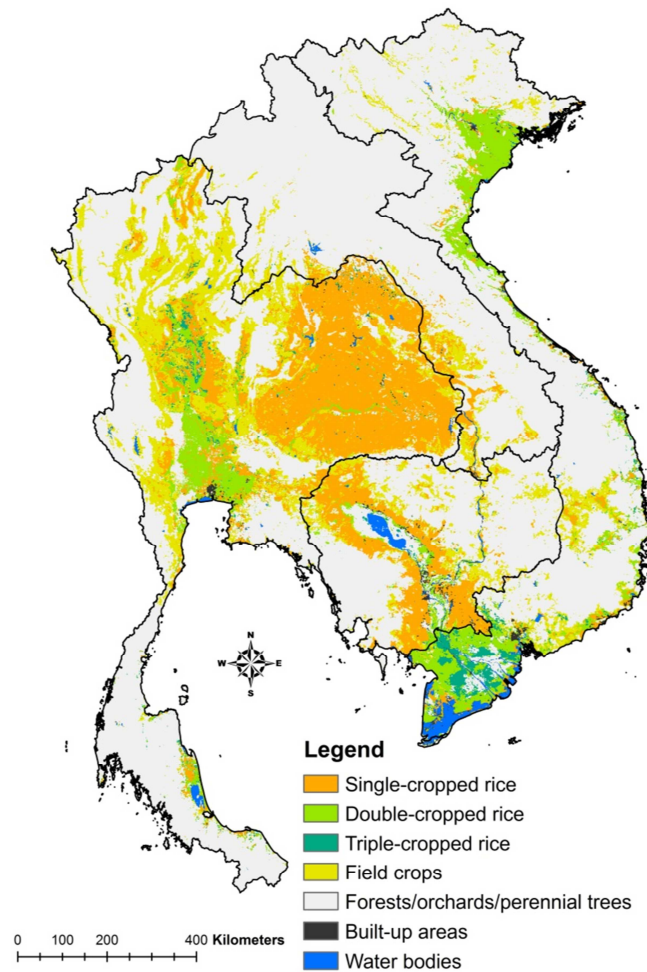 N
W E
S
Legend
Single-cropped rice
Double-cropped rice
Triple-cropped rice
Field crops
Forests/orchards/perennial trees
Built-up areas
Water bodies
0 100 200 400 Kilometers